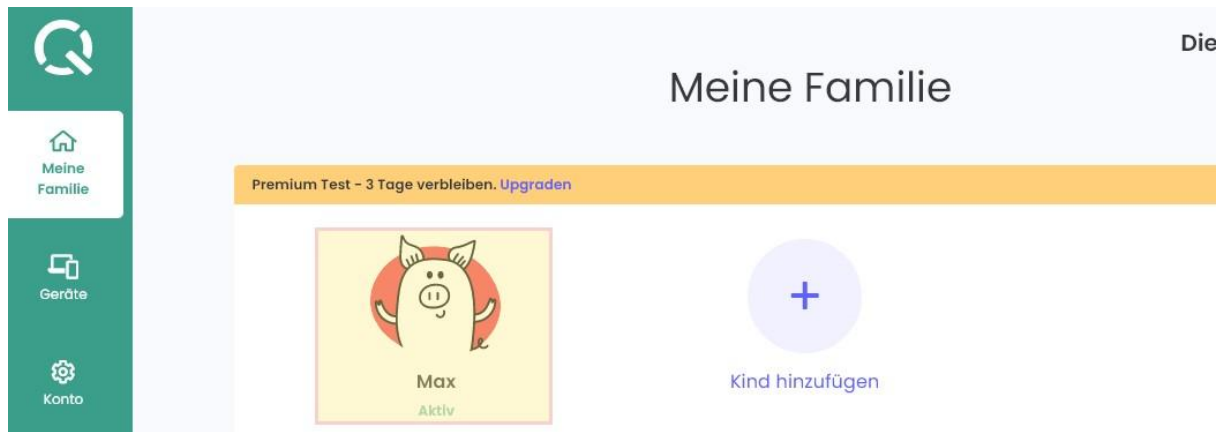 Die
Meine Familie
Meine
Familie
Premium Test - 3 Tage verbleiben. Upgraden
Geräte
Max
Aktiv
Kind hinzufügen
Konto